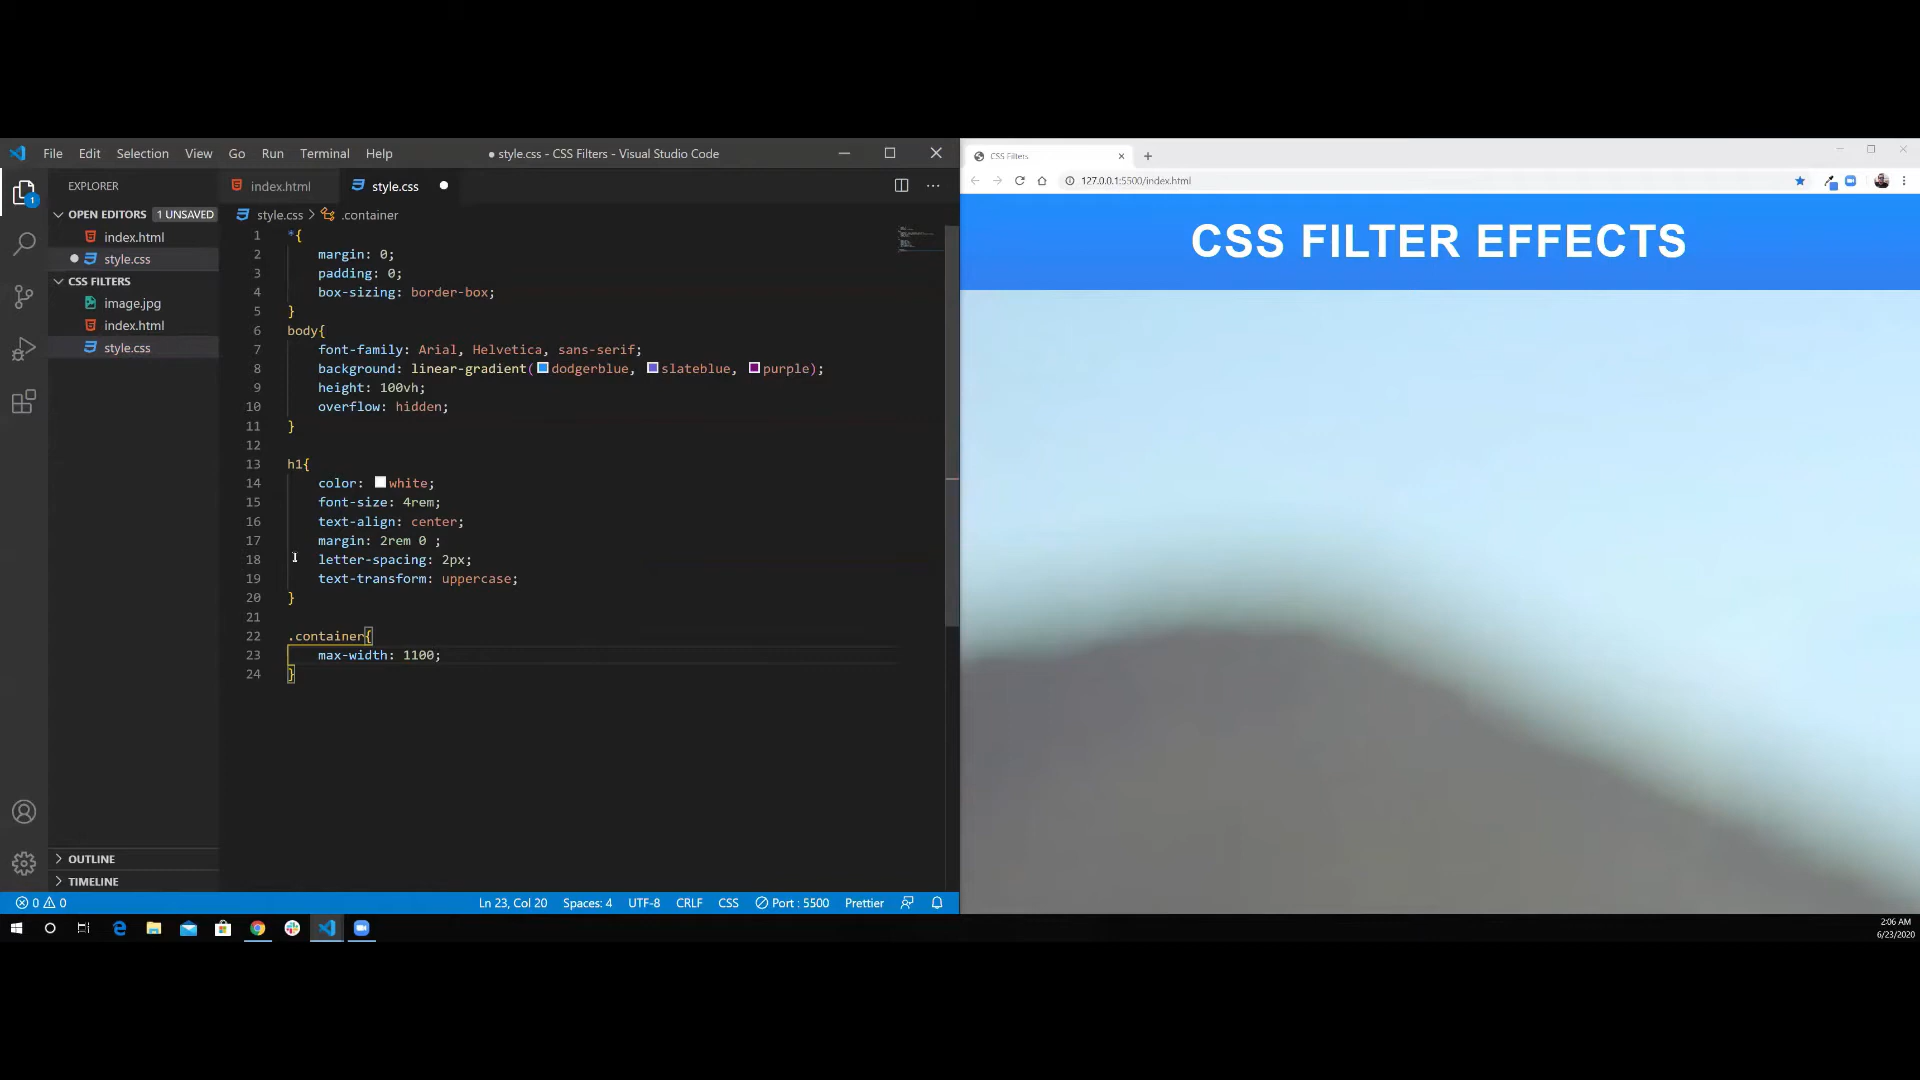 File Edit Selection View Go Run Terminal Help
● style.css - CSS Filters - Visual Studio Code
EXPLORER
OPEN EDITORS 1 UNSAVED
index.html
style.css
CSS FILTERS
image.jpg
index.html
style.css
OUTLINE
TIMELINE
1
index.html style.css
style.css > .container
1 *{
2 margin: 0;
3 padding: 0;
4 box-sizing: border-box;
5 }
6 body{
7 font-family: Arial, Helvetica, sans-serif;
8 background: linear-gradient(dodgerblue, slateblue, purple);
9 height: 100vh;
10 overflow: hidden;
11 }
12
13 h1{
14 color: white;
15 font-size: 4rem;
16 text-align: center;
17 margin: 2rem 0 ;
18 letter-spacing: 2px;
19 text-transform: uppercase;
20 }
21
22 .container{
23 max-width: 1100;
24 }
0 0 Ln 23, Col 20 Spaces: 4 UTF-8 CRLF CSS Port : 5500 Prettier
CSS Filters
127.0.0.1:5500/index.html
CSS FILTER EFFECTS
2:06 AM
6/23/2020